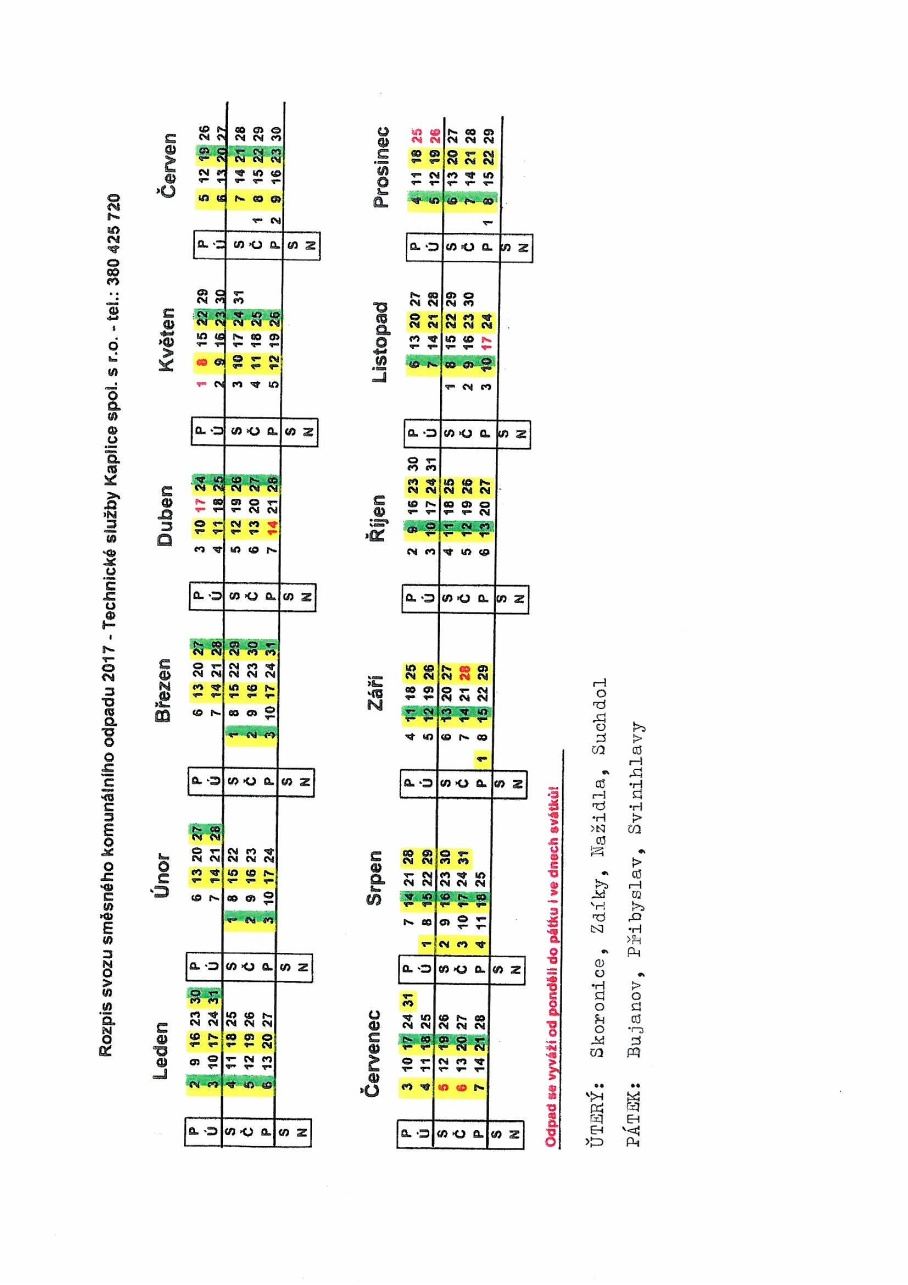 Rozpis svozu směsného komunálního odpadu 2017 - Technické služby Kaplice spol. s r.o. - tel.: 380 425 720
Leden Únor Březen Duben Květen Červen
P 2 9 16 23 30 P 6 13 20 27 P 6 13 20 27 P 3 10 17 24 P 1 8 15 22 29 P 5 12 19 26
Ú 3 10 17 24 31 Ú 7 14 21 28 Ú 7 14 21 28 Ú 4 11 18 25 Ú 2 9 16 23 30 Ú 6 13 20 27
S 4 11 18 25 S 1 8 15 22 S 1 8 15 22 29 S 5 12 19 26 S 3 10 17 24 31 S 7 14 21 28
Č 5 12 19 26 Č 2 9 16 23 Č 2 9 16 23 30 Č 6 13 20 27 Č 4 11 18 25 Č 1 8 15 22 29
P 6 13 20 27 P 3 10 17 24 P 3 10 17 24 31 P 7 14 21 28 P 5 12 19 26 P 2 9 16 23 30
S S S S S S
N N N N N N
Červenec Srpen Září Říjen Listopad Prosinec
P 3 10 17 24 31 P 7 14 21 28 P 4 11 18 25 P 2 9 16 23 30 P 6 13 20 27 P 4 11 18 25
Ú 4 11 18 25 Ú 1 8 15 22 29 Ú 5 12 19 26 Ú 3 10 17 24 31 Ú 7 14 21 28 Ú 5 12 19 26
S 5 12 19 26 S 2 9 16 23 30 S 6 13 20 27 S 4 11 18 25 S 1 8 15 22 29 S 6 13 20 27
Č 6 13 20 27 Č 3 10 17 24 31 Č 7 14 21 28 Č 5 12 19 26 Č 2 9 16 23 30 Č 7 14 21 28
P 7 14 21 28 P 4 11 18 25 P 1 8 15 22 29 P 6 13 20 27 P 3 10 17 24 P 1 8 15 22 29
S S S S S S
N N N N N N
Odpad se vyváží od pondělí do pátku i ve dnech svátků!
ÚTERÝ: Skoronice, Zdíky, Nažidla, Suchdol
PÁTEK: Bujanov, Přibyslav, Svinihlavy